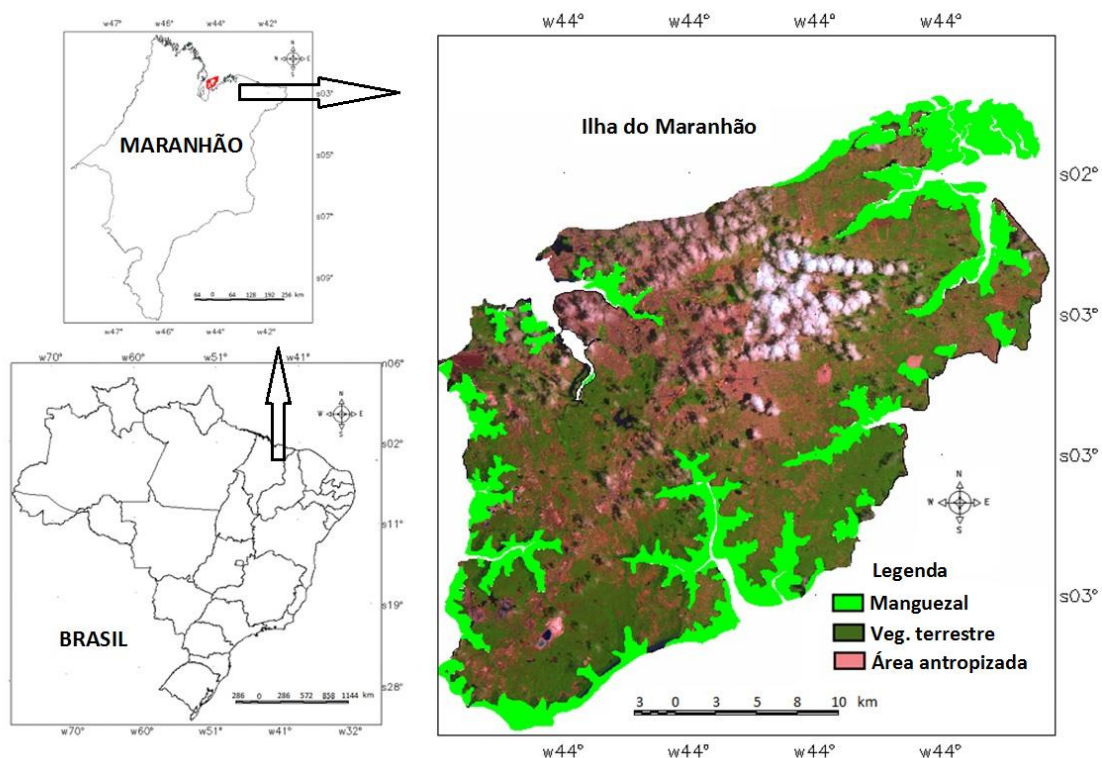 w47° w46° w44° w42°
N
W E
S
s03°
MARANHÃO
s05°
s07°
s09°
64 0 64 128 192 256 km
w47° w46° w44° w42°
w70° w60° w51° w41°
s06°
N
W E
S
s02°
s11°
s19°
BRASIL
s28°
286 0 286 572 858 1144 km
w70° w60° w51° w41° w32°
w44° w44° w44° w44°
Ilha do Maranhão
s02°
s03°
s03°
N
W E
S
Legenda
s03°
Manguezal
Veg. terrestre
Área antropizada
3 0 3 5 8 10 km
w44° w44° w44° w44°